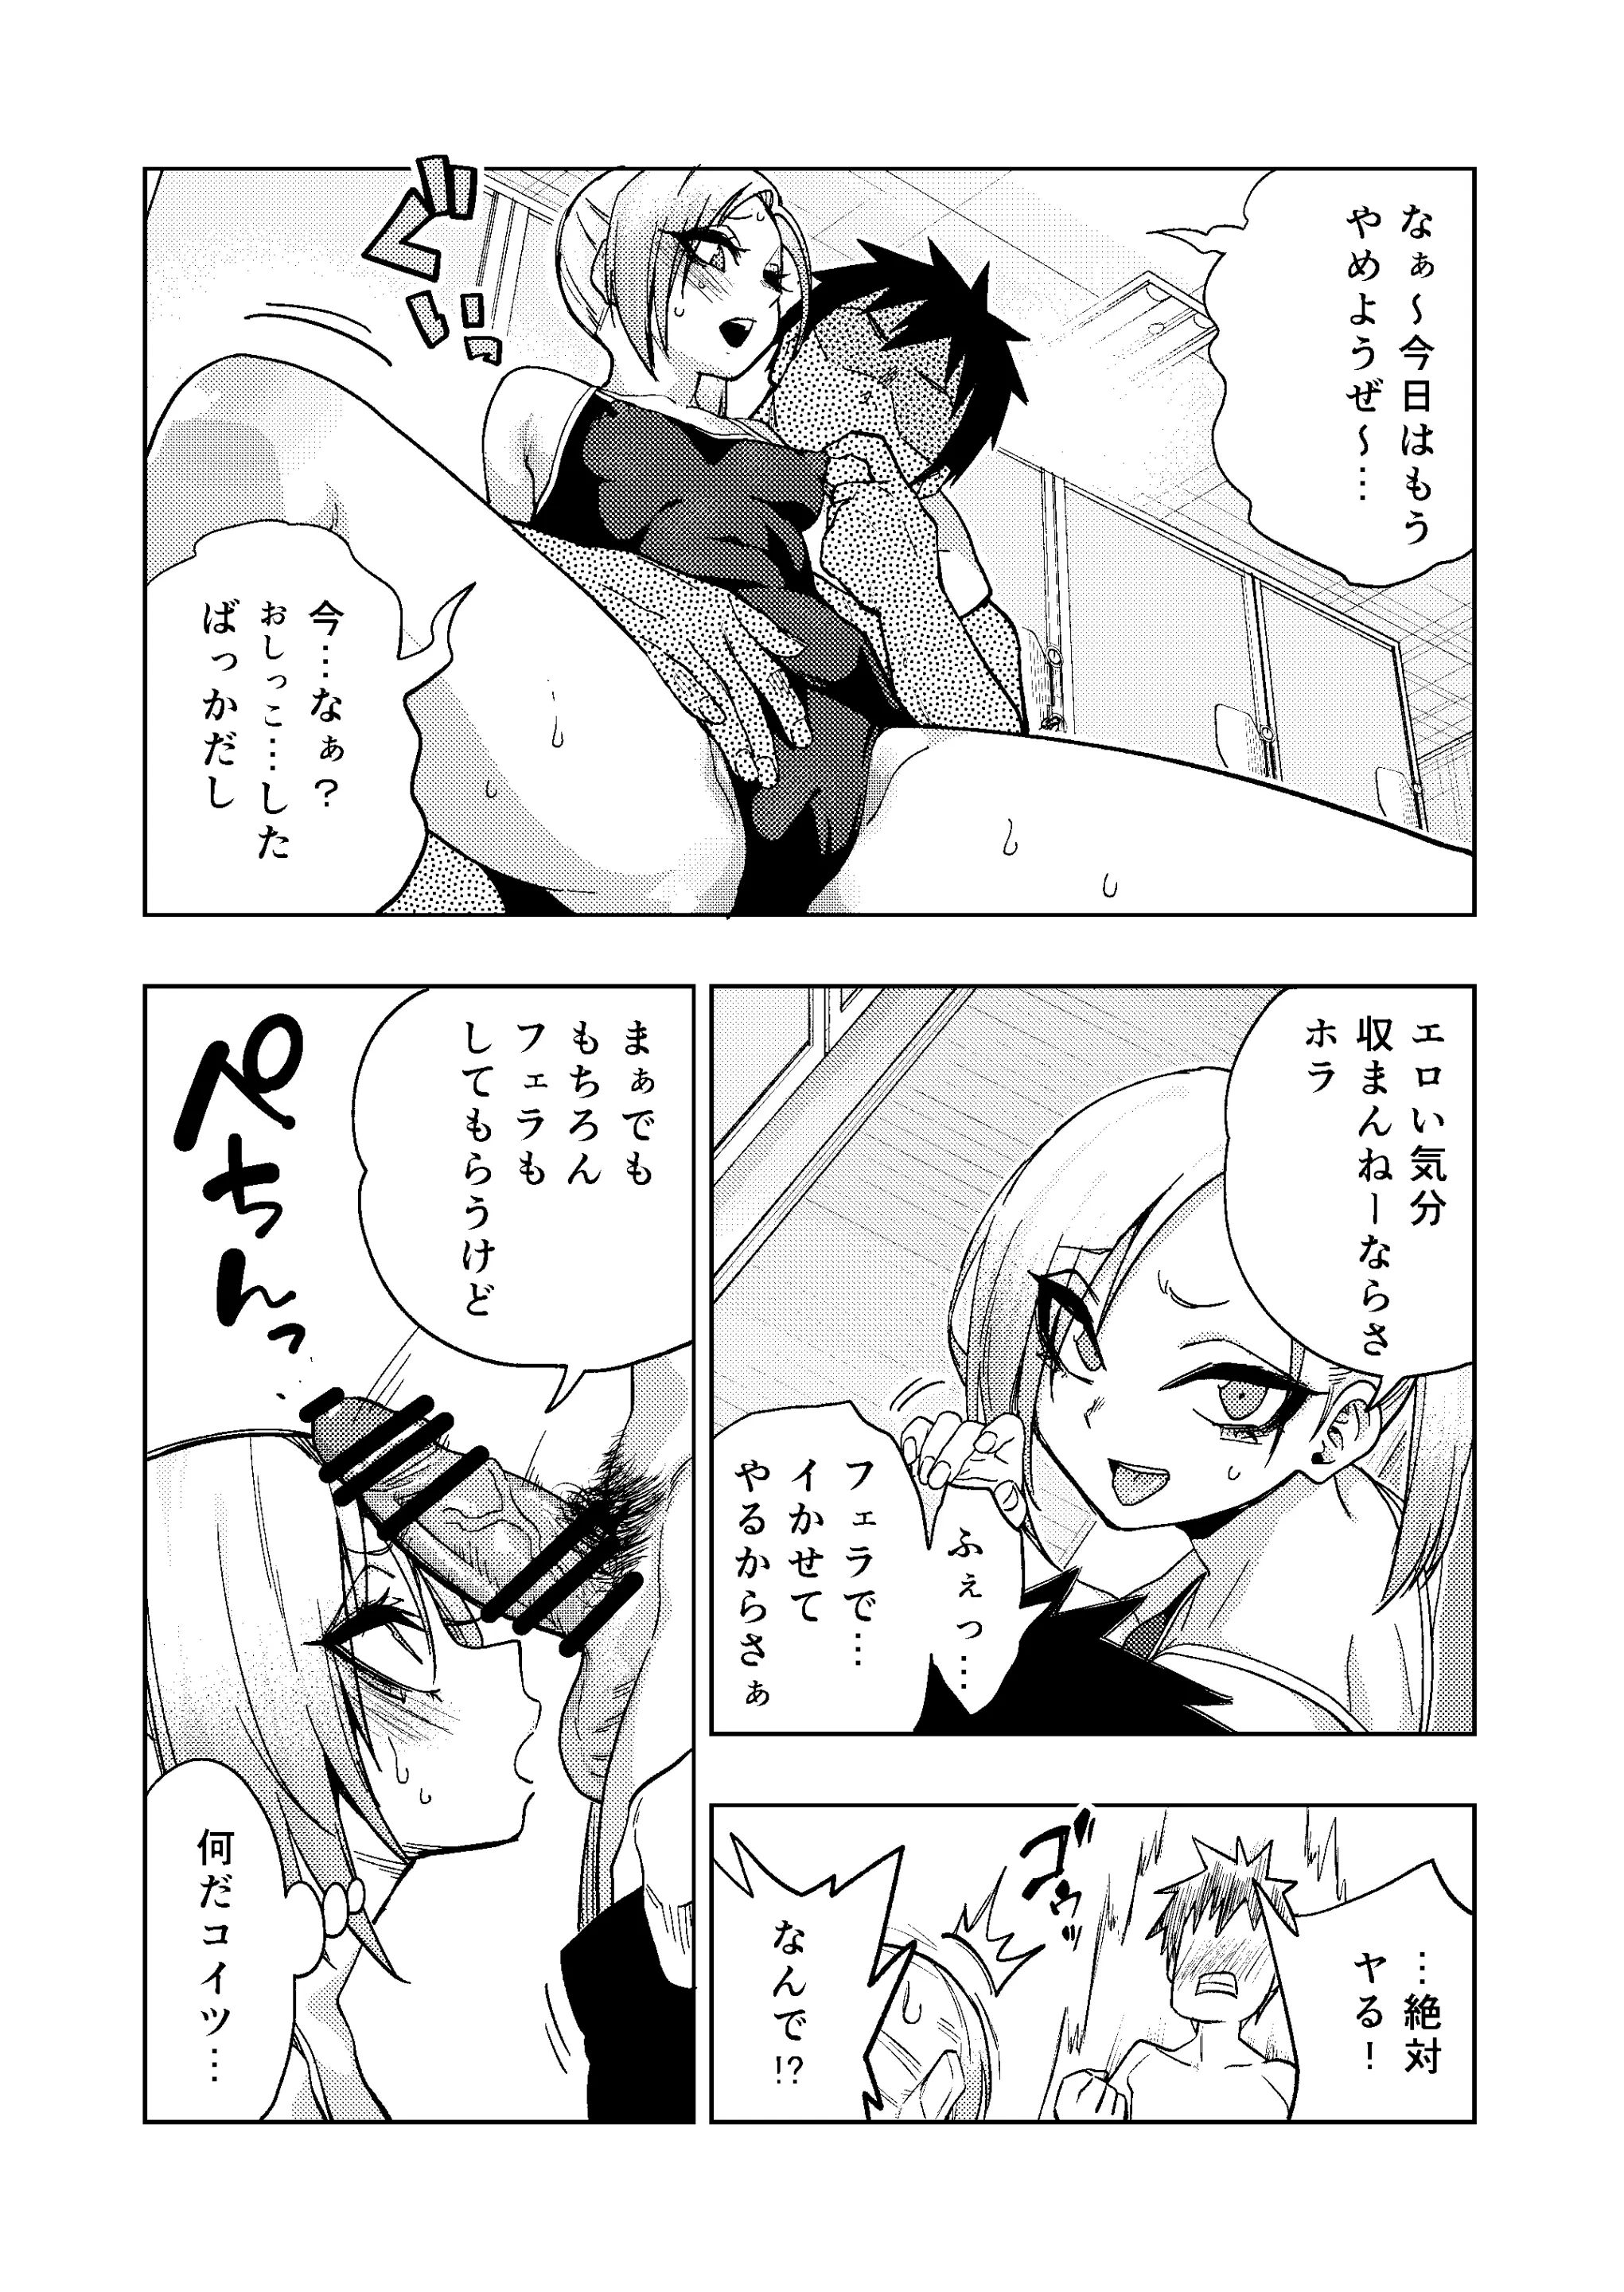 なぁ～今日はもう
やめようぜ～…
今…なぁ？
おしっこ…した
ばっかだし
エロい気分
収まんねーならさ
ホラ
ふぇっ…
フェラで…
イかせて
やるからさぁ
…絶対
ヤる！
ゴゥッ
なんで!?
まぁでも
もちろん
フェラも
してもらうけど
ぺちんっ
何だコイツ…